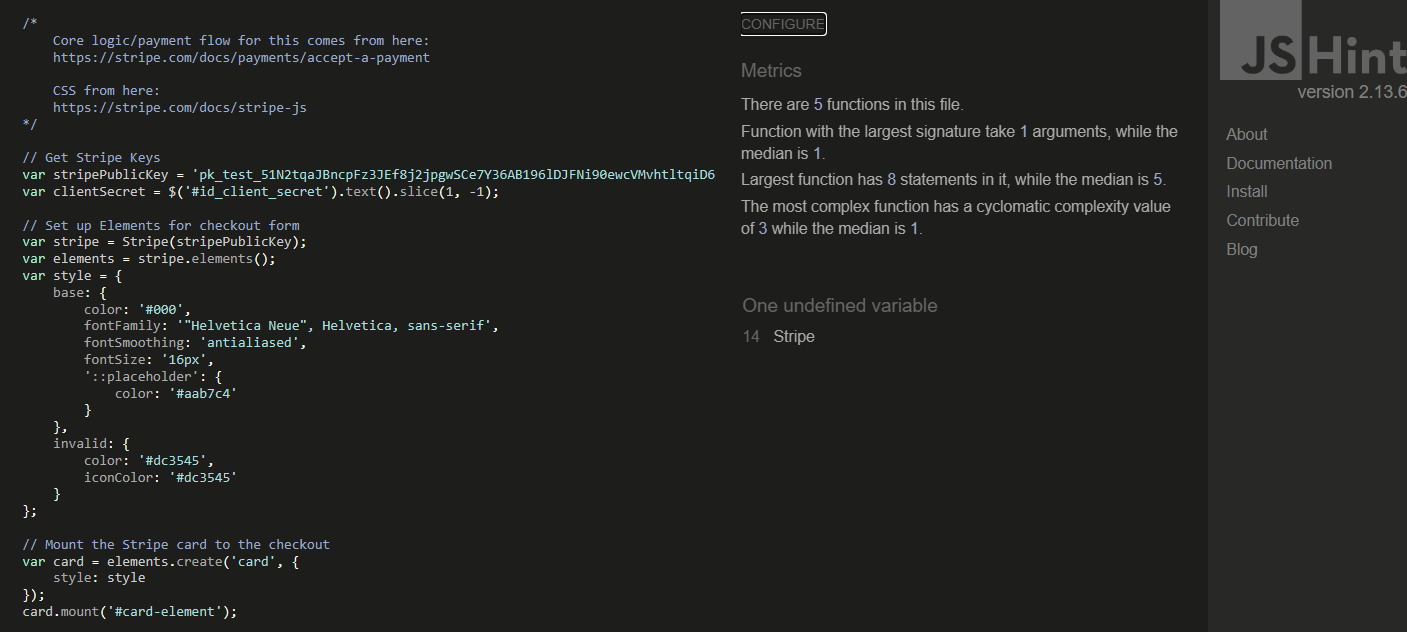 /*
Core logic/payment flow for this comes from here:
https://stripe.com/docs/payments/accept-a-payment
CSS from here:
https://stripe.com/docs/stripe-js
*/
// Get Stripe Keys
var stripePublicKey = 'pk_test_51N2tqaJBncpFz3JEf8j2jpgwSCe7Y36AB196lDJFNi90ewcVMvhtltqiD6
var clientSecret = $('#id_client_secret').text().slice(1, -1);
// Set up Elements for checkout form
var stripe = Stripe(stripePublicKey);
var elements = stripe.elements();
var style = {
base: {
color: '#000',
fontFamily: '"Helvetica Neue", Helvetica, sans-serif',
fontSmoothing: 'antialiased',
fontSize: '16px',
'::placeholder': {
color: '#aab7c4'
}
},
invalid: {
color: '#dc3545',
iconColor: '#dc3545'
}
};
// Mount the Stripe card to the checkout
var card = elements.create('card', {
style: style
});
card.mount('#card-element');
CONFIGURE
Metrics
There are 5 functions in this file.
Function with the largest signature take 1 arguments, while the
median is 1.
Largest function has 8 statements in it, while the median is 5.
The most complex function has a cyclomatic complexity value
of 3 while the median is 1.
One undefined variable
14 Stripe
JSHint
version 2.13.6
About
Documentation
Install
Contribute
Blog